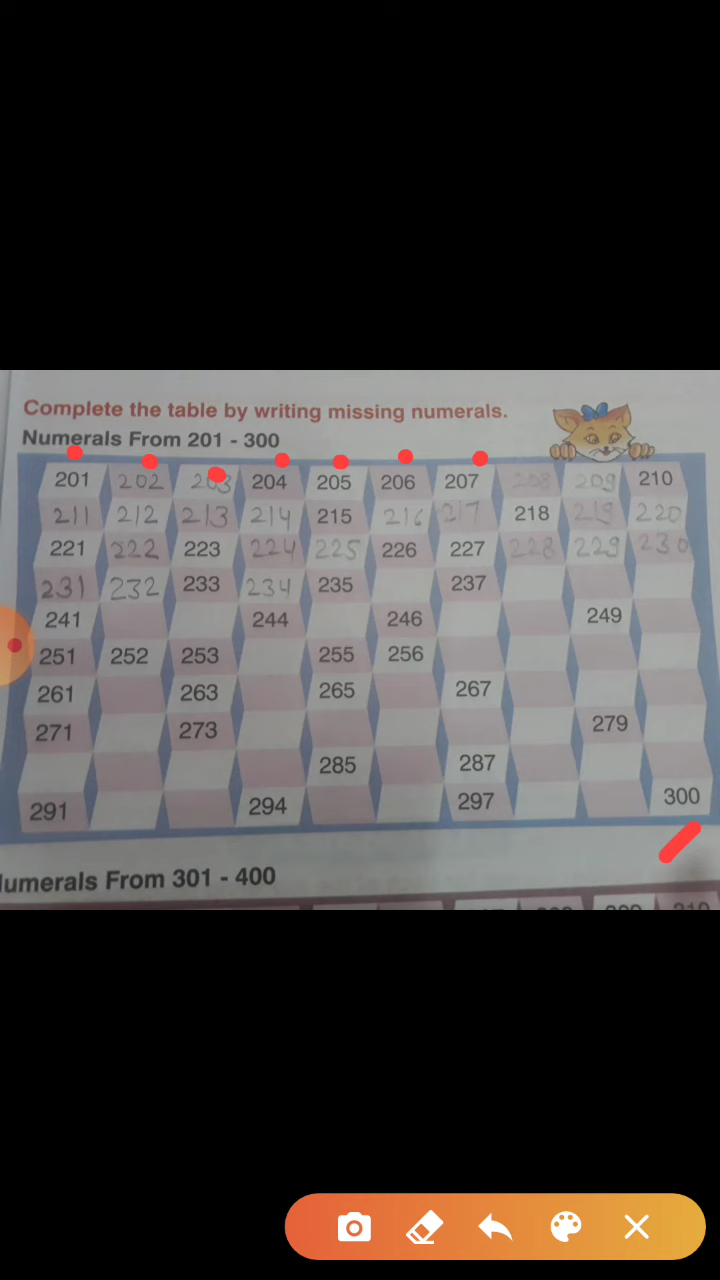 Complete the table by writing missing numerals.
Numerals From 201 - 300
201 202 203 204 205 206 207 208 209 210
211 212 213 214 215 216 217 218 219 220
221 222 223 224 225 226 227 228 229 230
231 232 233 234 235 237
241 244 246 249
251 252 253 255 256
261 263 265 267
271 273 279
285 287
291 294 297 300
umerals From 301 - 400